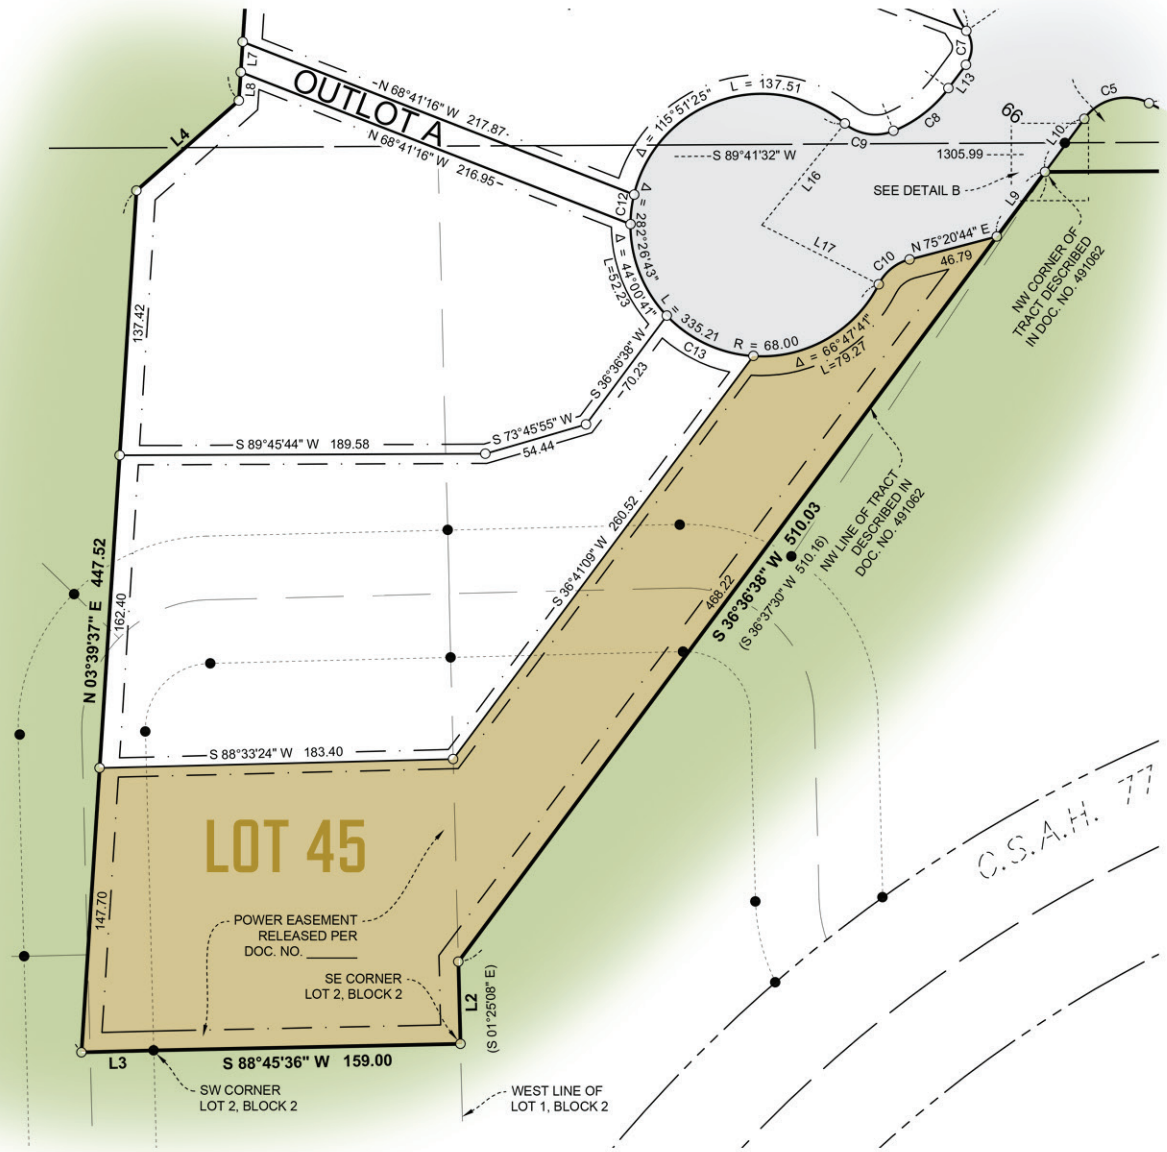 L7
L8
OUTLOT A
N 68°41'16" W 217.87
N 68°41'16" W 216.95
L4
Δ = 115°51'25"
L = 137.51
C7
L13
C8
C9
C5
66
L10
S 89°41'32" W
1305.99
SEE DETAIL B
L9
L16
L17
C12
Δ = 282°26'43"
Δ = 44°00'41"
L=52.23
L = 335.21
R = 68.00
C13
Δ = 66°47'41"
L=79.27
C10
N 75°20'44" E
46.79
NW CORNER OF
TRACT DESCRIBED
IN DOC. NO. 491062
137.42
S 36°36'38" W
70.23
S 89°45'44" W 189.58
S 73°45'55" W
54.44
N 03°39'37" E 447.52
162.40
S 36°41'09" W 260.52
468.22
S 36°36'38" W 510.03
(S 36°37'30" W 510.16)
NW LINE OF TRACT
DESCRIBED IN
DOC. NO. 491062
S 88°33'24" W 183.40
LOT 45
147.70
POWER EASEMENT
RELEASED PER
DOC. NO. ______
SE CORNER
LOT 2, BLOCK 2
L2
(S 01°25'08" E)
L3
S 88°45'36" W 159.00
SW CORNER
LOT 2, BLOCK 2
WEST LINE OF
LOT 1, BLOCK 2
C.S.A.H. 77